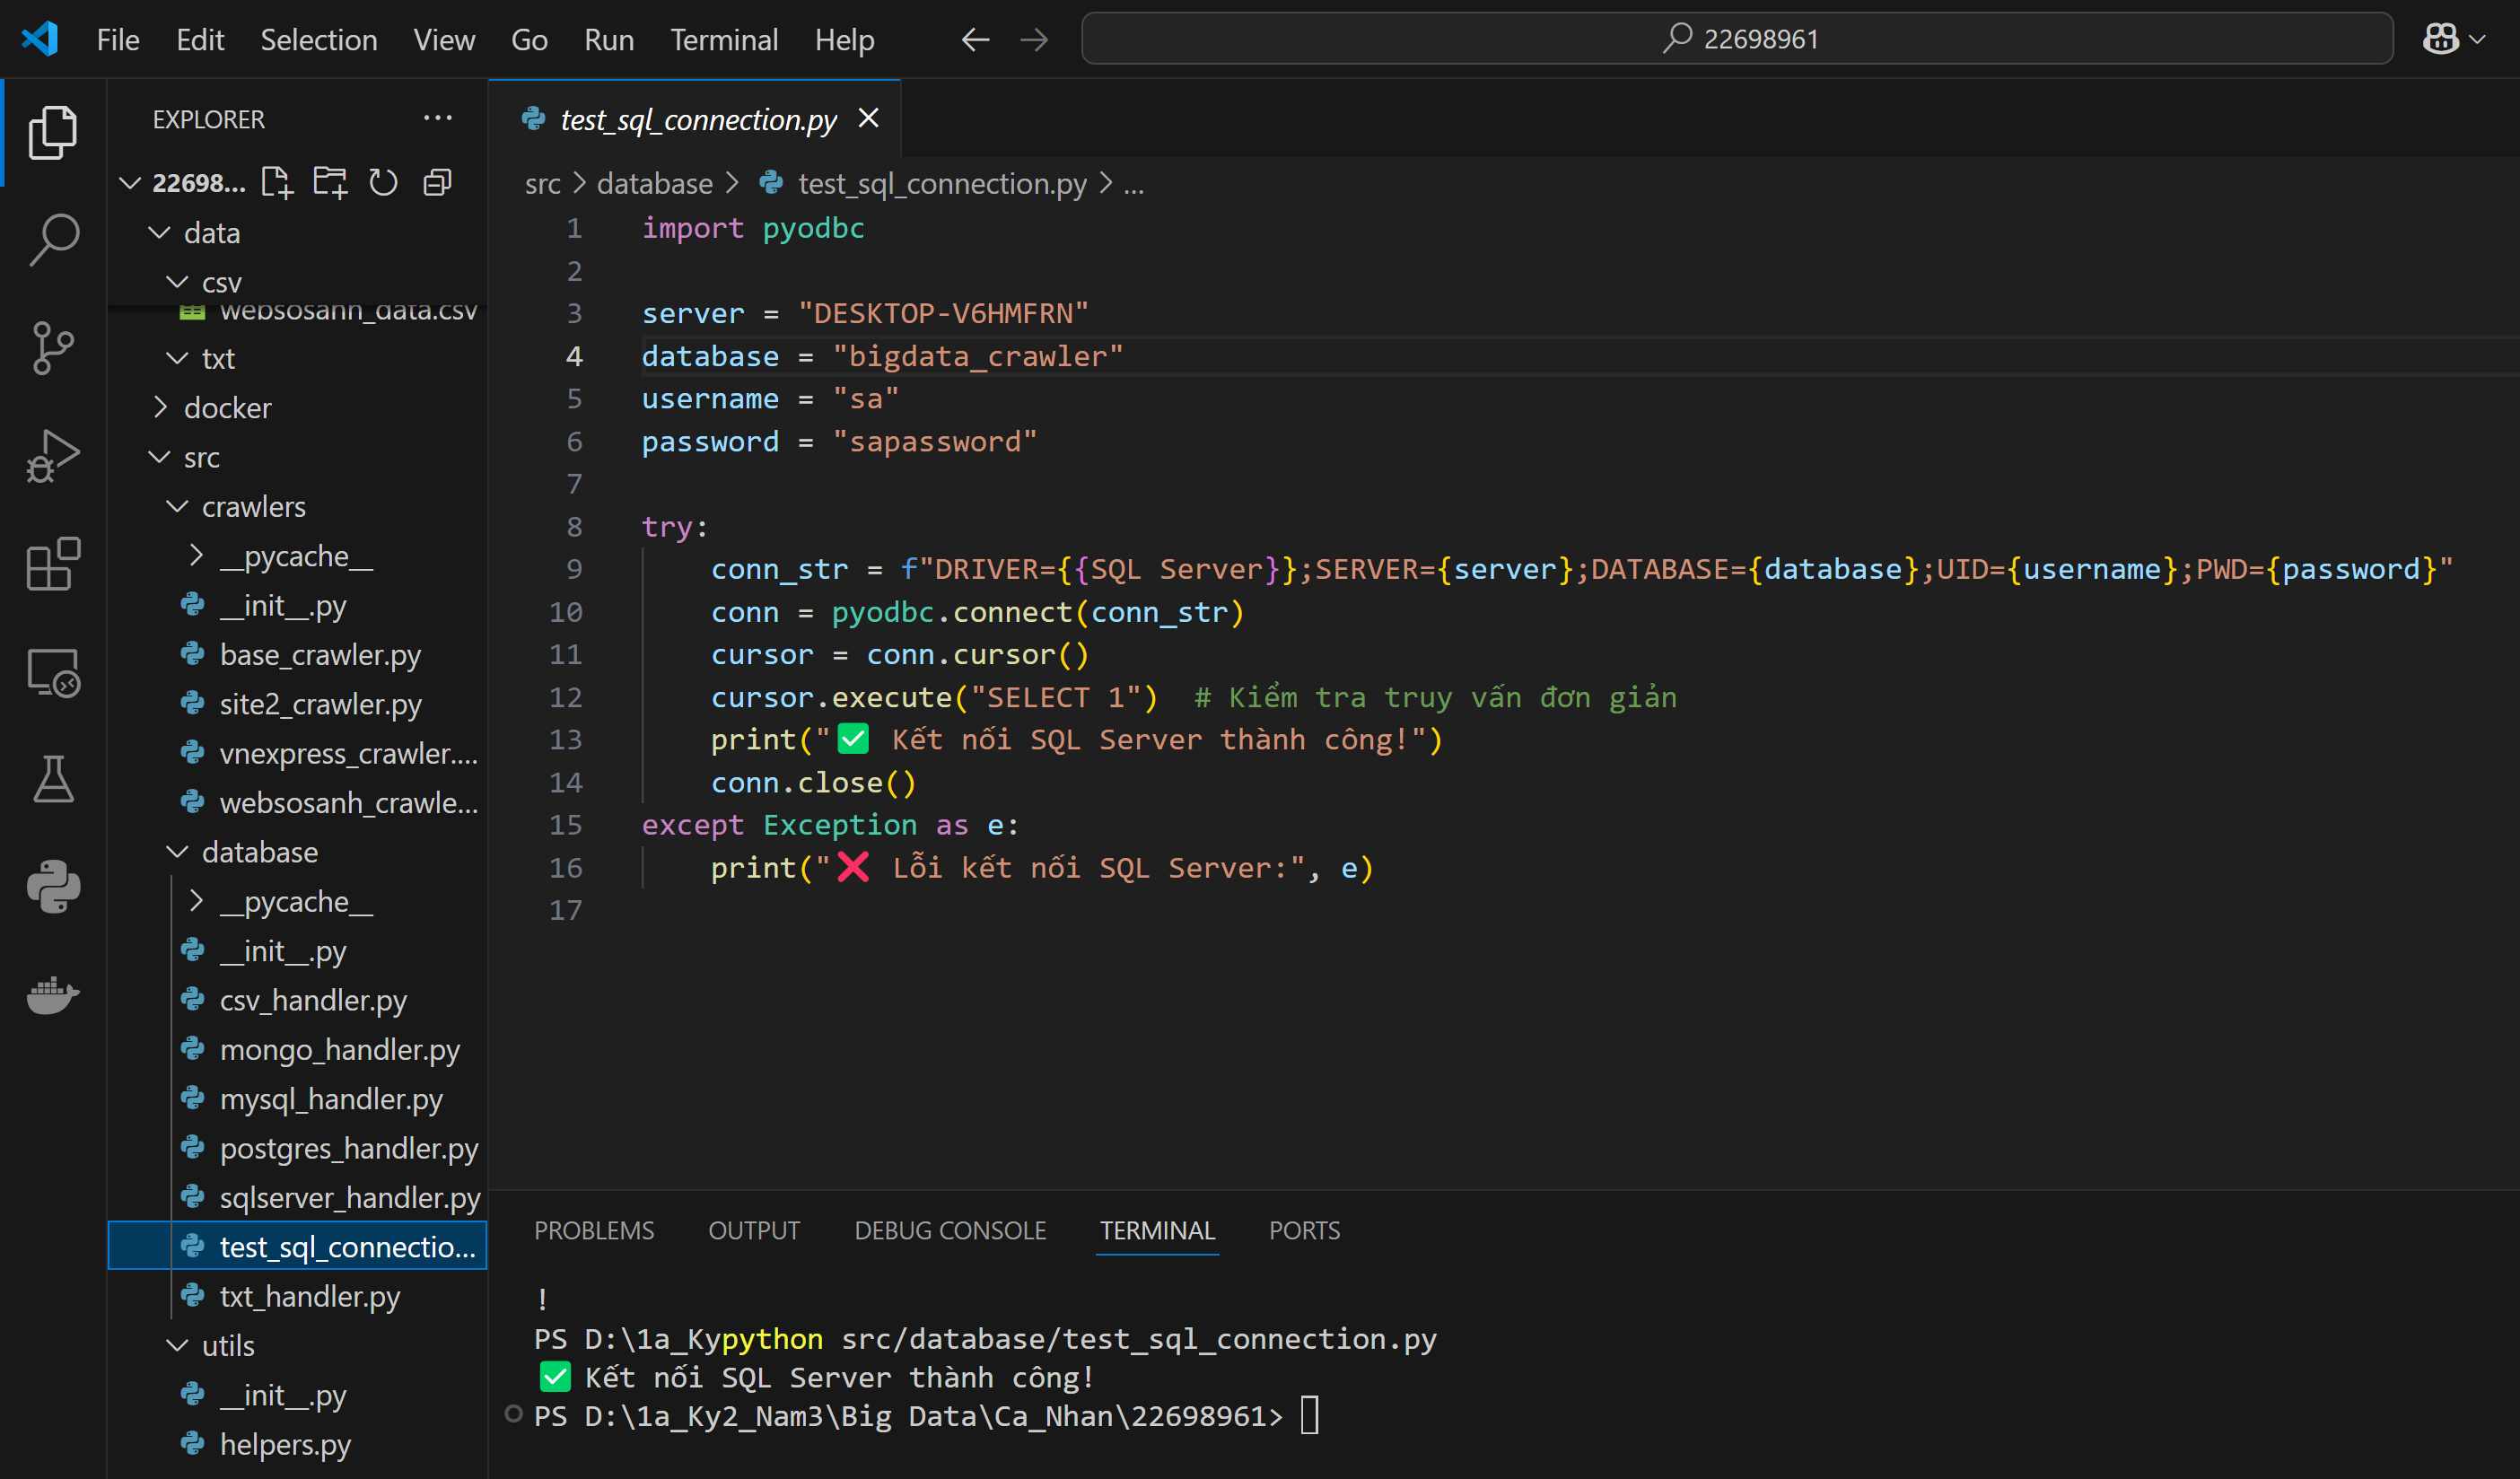 File Edit Selection View Go Run Terminal Help
22698961
EXPLORER ...
22698...
data
csv
websosanh_data.csv
txt
docker
src
crawlers
__pycache__
__init__.py
base_crawler.py
site2_crawler.py
vnexpress_crawler....
websosanh_crawle...
database
__pycache__
__init__.py
csv_handler.py
mongo_handler.py
mysql_handler.py
postgres_handler.py
sqlserver_handler.py
test_sql_connectio...
txt_handler.py
utils
__init__.py
helpers.py
test_sql_connection.py
src > database > test_sql_connection.py > ...
1 import pyodbc
2
3 server = "DESKTOP-V6HMFRN"
4 database = "bigdata_crawler"
5 username = "sa"
6 password = "sapassword"
7
8 try:
9 conn_str = f"DRIVER={{SQL Server}};SERVER={server};DATABASE={database};UID={username};PWD={password}"
10 conn = pyodbc.connect(conn_str)
11 cursor = conn.cursor()
12 cursor.execute("SELECT 1") # Kiểm tra truy vấn đơn giản
13 print("✅ Kết nối SQL Server thành công!")
14 conn.close()
15 except Exception as e:
16 print("❌ Lỗi kết nối SQL Server:", e)
17
PROBLEMS OUTPUT DEBUG CONSOLE TERMINAL PORTS
!
PS D:\1a_Kypython src/database/test_sql_connection.py
✅ Kết nối SQL Server thành công!
PS D:\1a_Ky2_Nam3\Big Data\Ca_Nhan\22698961>